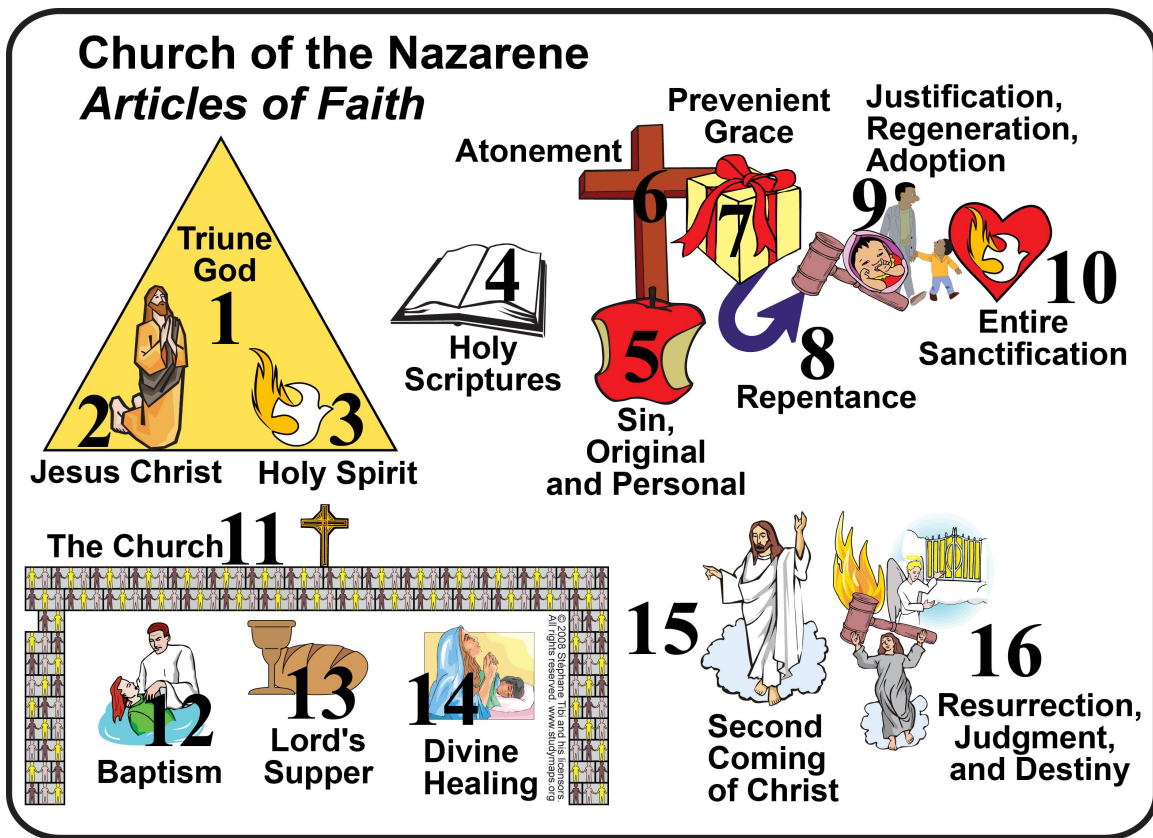 Church of the Nazarene
Articles of Faith
Triune
God
1
2
Jesus Christ
3
Holy Spirit
4
Holy
Scriptures
5
Sin,
Original
and Personal
Atonement
6
Prevenient
Grace
7
8
Repentance
Justification,
Regeneration,
Adoption
9
10
Entire
Sanctification
The Church
11
12
Baptism
13
Lord's
Supper
14
Divine
Healing
© 2008 Stéphane Tibi and his licensors.
All rights reserved. www.studymaps.org
15
Second
Coming
of Christ
16
Resurrection,
Judgment,
and Destiny